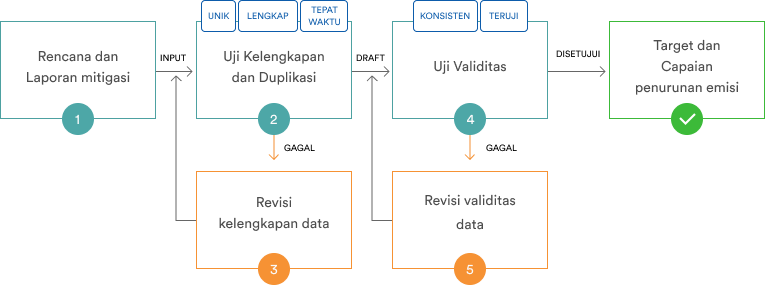 UNIK
LENGKAP
TEPAT
WAKTU
KONSISTEN
TERUJI
Rencana dan
Laporan mitigasi
1
INPUT
Uji Kelengkapan
dan Duplikasi
2
DRAFT
Uji Validitas
4
DISETUJUI
Target dan
Capaian
penurunan emisi
GAGAL
GAGAL
Revisi
kelengkapan data
3
Revisi validitas
data
5